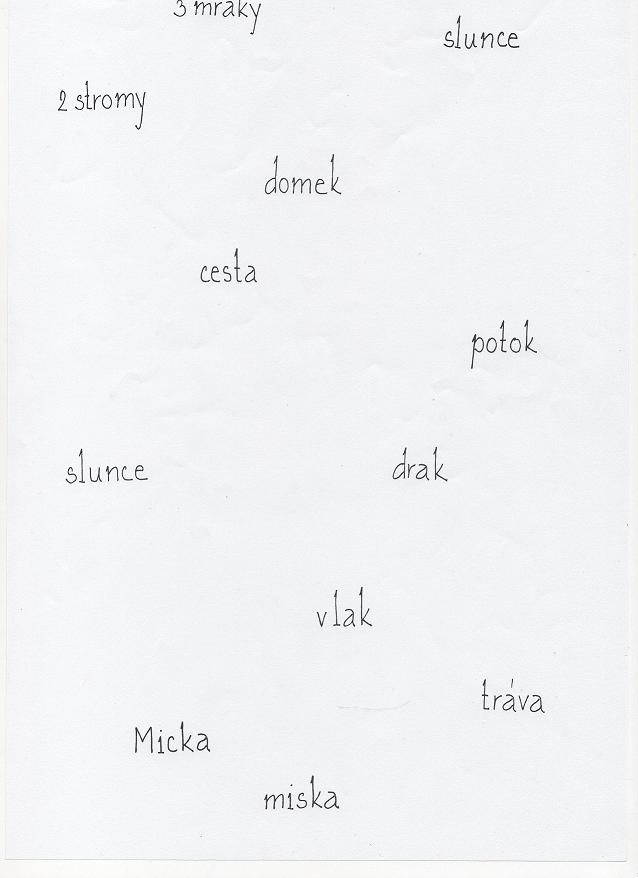 3 mraky
slunce
2 stromy
domek
cesta
potok
slunce
drak
vlak
tráva
Micka
miska